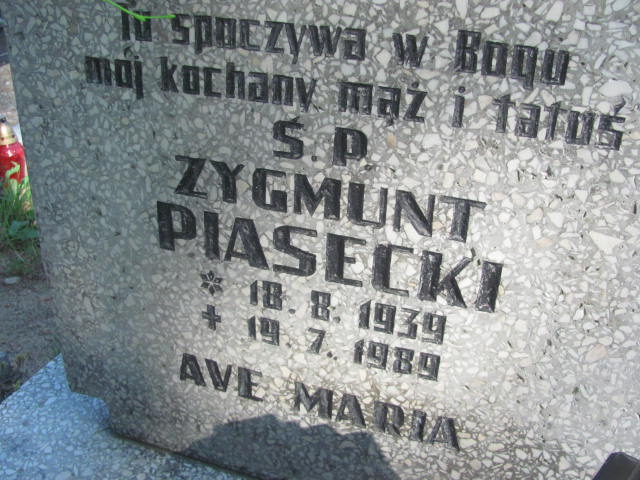 Tu spoczywa w Bogu
mój kochany mąż i tatuś
Ś.P
ZYGMUNT
PIASECKI
* 18. 8. 1939
+ 19. 7. 1989
AVE MARIA